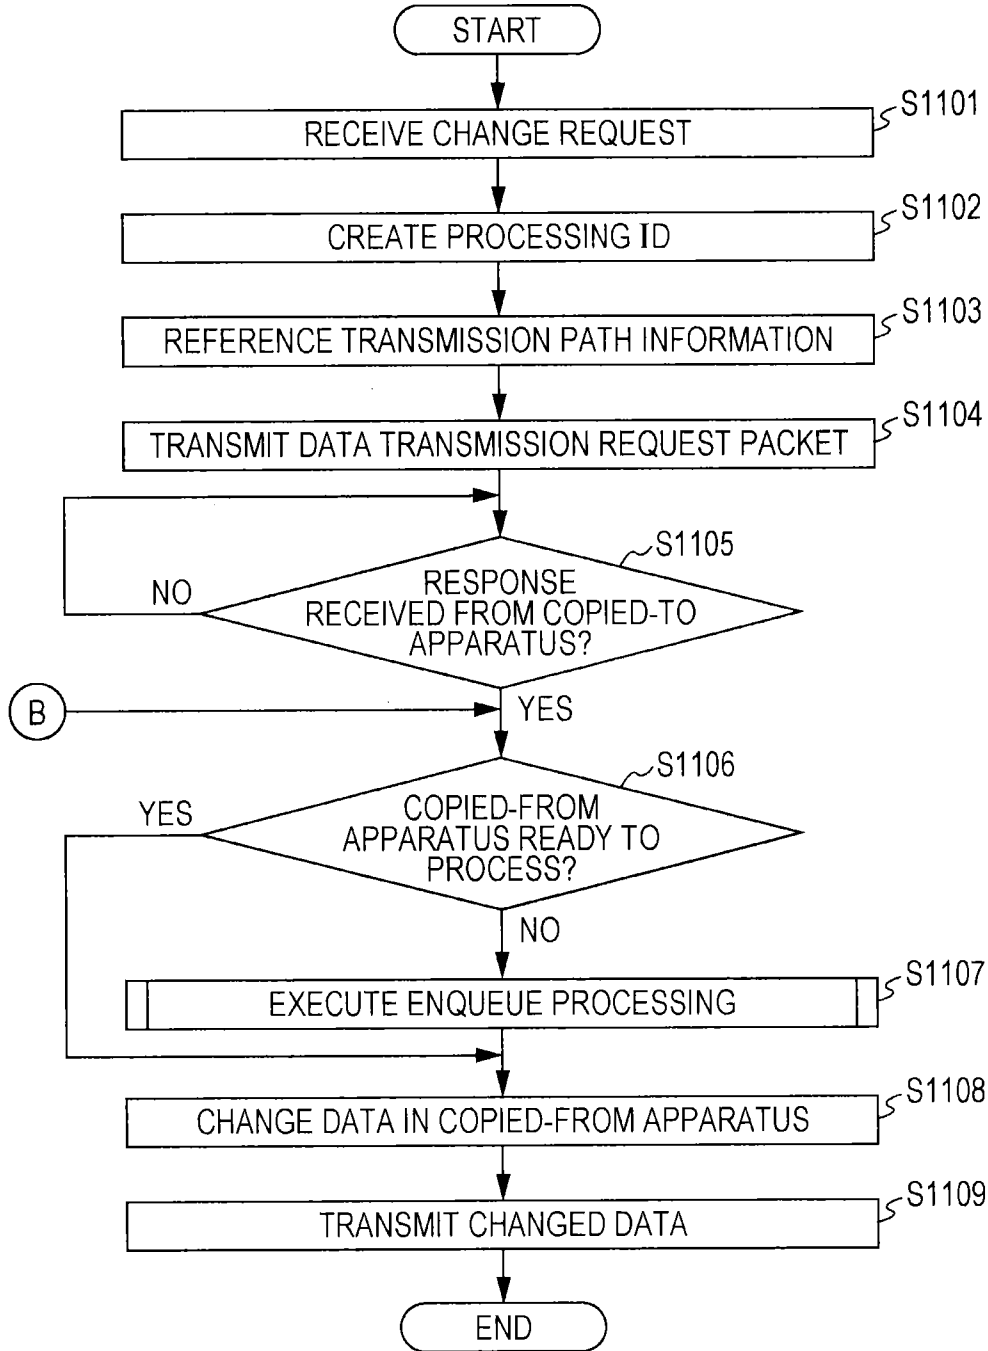 START
S1101
RECEIVE CHANGE REQUEST
S1102
CREATE PROCESSING ID
S1103
REFERENCE TRANSMISSION PATH INFORMATION
S1104
TRANSMIT DATA TRANSMISSION REQUEST PACKET
S1105
NO
RESPONSE
RECEIVED FROM COPIED-TO
APPARATUS?
B
YES
S1106
YES
COPIED-FROM
APPARATUS READY TO
PROCESS?
NO
S1107
EXECUTE ENQUEUE PROCESSING
S1108
CHANGE DATA IN COPIED-FROM APPARATUS
S1109
TRANSMIT CHANGED DATA
END